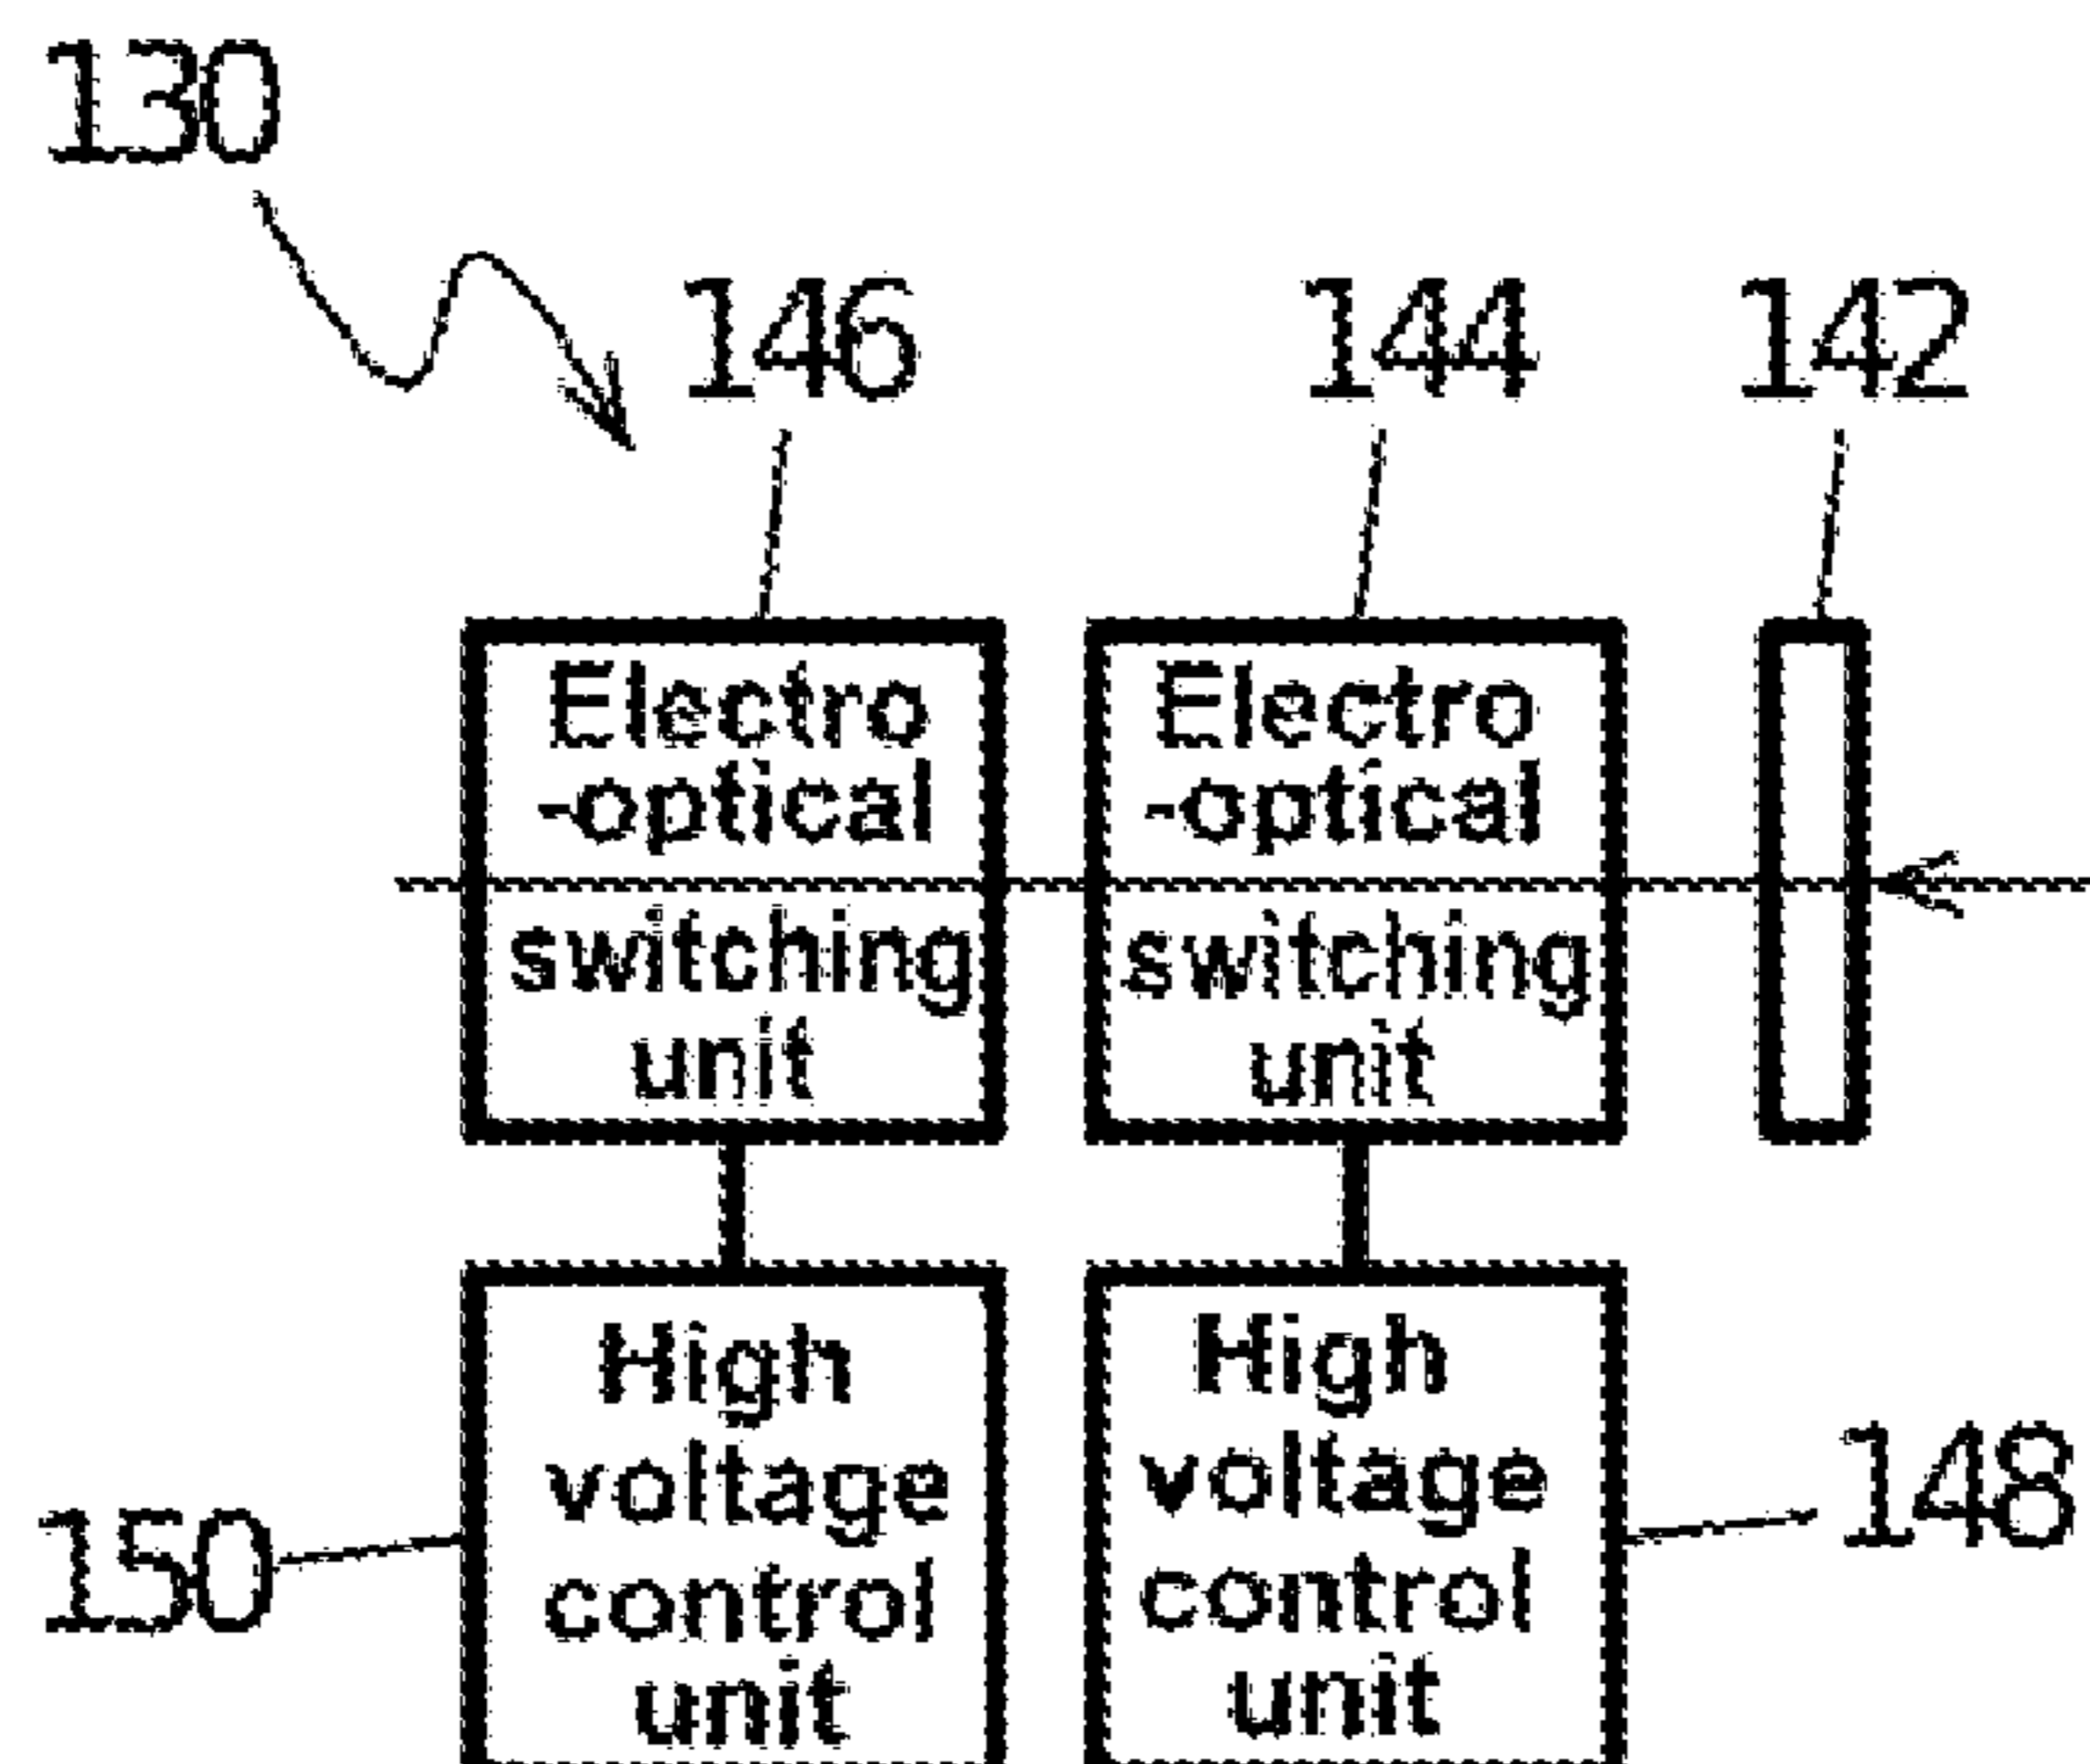 130
146
144
142
Electro
-optical
switching
unit
Electro
-optical
switching
unit
High
voltage
control
unit
High
voltage
control
unit
150
148